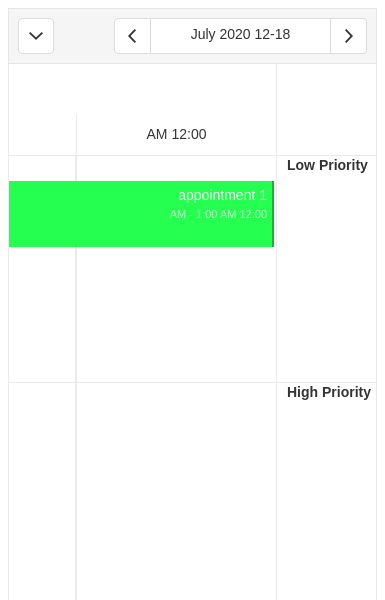 July 2020 12-18
AM 12:00
Low Priority
appointment 1
AM - 1:00 AM 12:00
High Priority